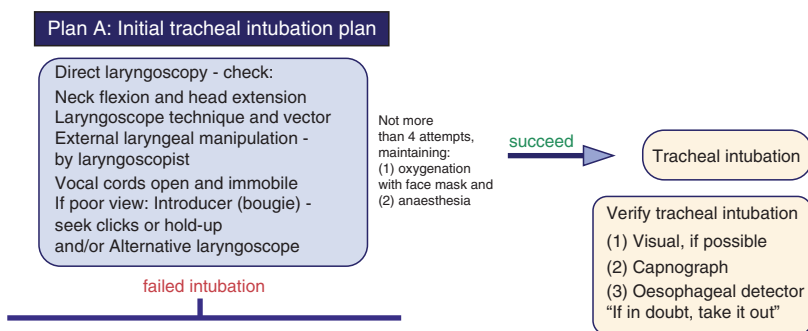 Plan A: Initial tracheal intubation plan
Direct laryngoscopy - check:
Neck flexion and head extension
Laryngoscope technique and vector
External laryngeal manipulation -
by laryngoscopist
Vocal cords open and immobile
If poor view: Introducer (bougie) -
seek clicks or hold-up
and/or Alternative laryngoscope
Not more
than 4 attempts,
maintaining:
(1) oxygenation
with face mask and
(2) anaesthesia
succeed
Tracheal intubation
Verify tracheal intubation
(1) Visual, if possible
(2) Capnograph
(3) Oesophageal detector
“If in doubt, take it out”
failed intubation